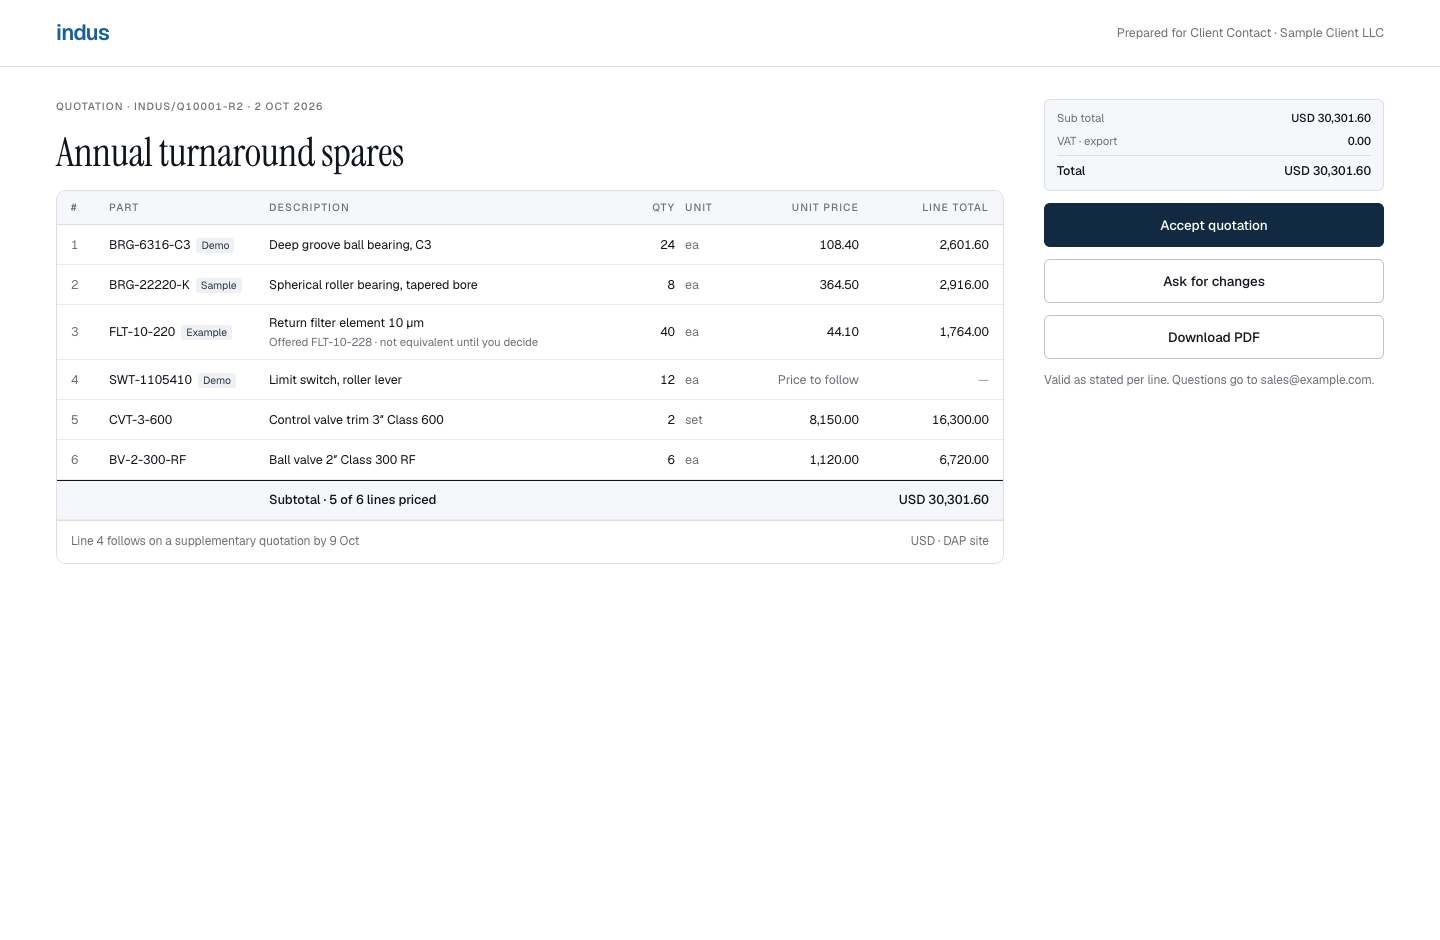 indus
Prepared for Client Contact · Sample Client LLC
QUOTATION · INDUS/Q10001-R2 · 2 OCT 2026
Annual turnaround spares
# PART DESCRIPTION QTY UNIT UNIT PRICE LINE TOTAL
1 BRG-6316-C3 Demo Deep groove ball bearing, C3 24 ea 108.40 2,601.60
2 BRG-22220-K Sample Spherical roller bearing, tapered bore 8 ea 364.50 2,916.00
3 FLT-10-220 Example Return filter element 10 µm 40 ea 44.10 1,764.00
Offered FLT-10-228 · not equivalent until you decide
4 SWT-1105410 Demo Limit switch, roller lever 12 ea Price to follow —
5 CVT-3-600 Control valve trim 3″ Class 600 2 set 8,150.00 16,300.00
6 BV-2-300-RF Ball valve 2″ Class 300 RF 6 ea 1,120.00 6,720.00
Subtotal · 5 of 6 lines priced USD 30,301.60
Line 4 follows on a supplementary quotation by 9 Oct USD · DAP site
Sub total USD 30,301.60
VAT · export 0.00
Total USD 30,301.60
Accept quotation
Ask for changes
Download PDF
Valid as stated per line. Questions go to sales@example.com.